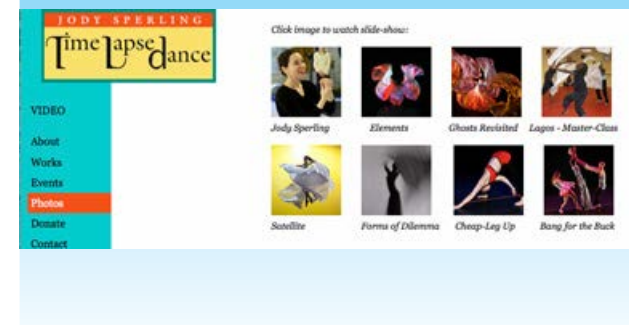 JODY SPERLING
Time Lapse dance
VIDEO
About
Works
Events
Photos
Donate
Contact
Click image to watch slide-show:
Jody Sperling
Elements
Ghosts Revisited
Lagos - Master-Class
Satellite
Forms of Dilemma
Cheap-Leg Up
Bang for the Buck